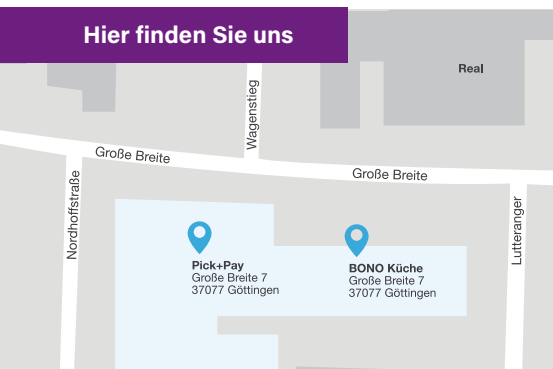 Hier finden Sie uns
Real
Wagenstieg
Große Breite
Große Breite
Nordhoffstraße
Lutteranger
Pick+Pay
Große Breite 7
37077 Göttingen
BONO Küche
Große Breite 7
37077 Göttingen